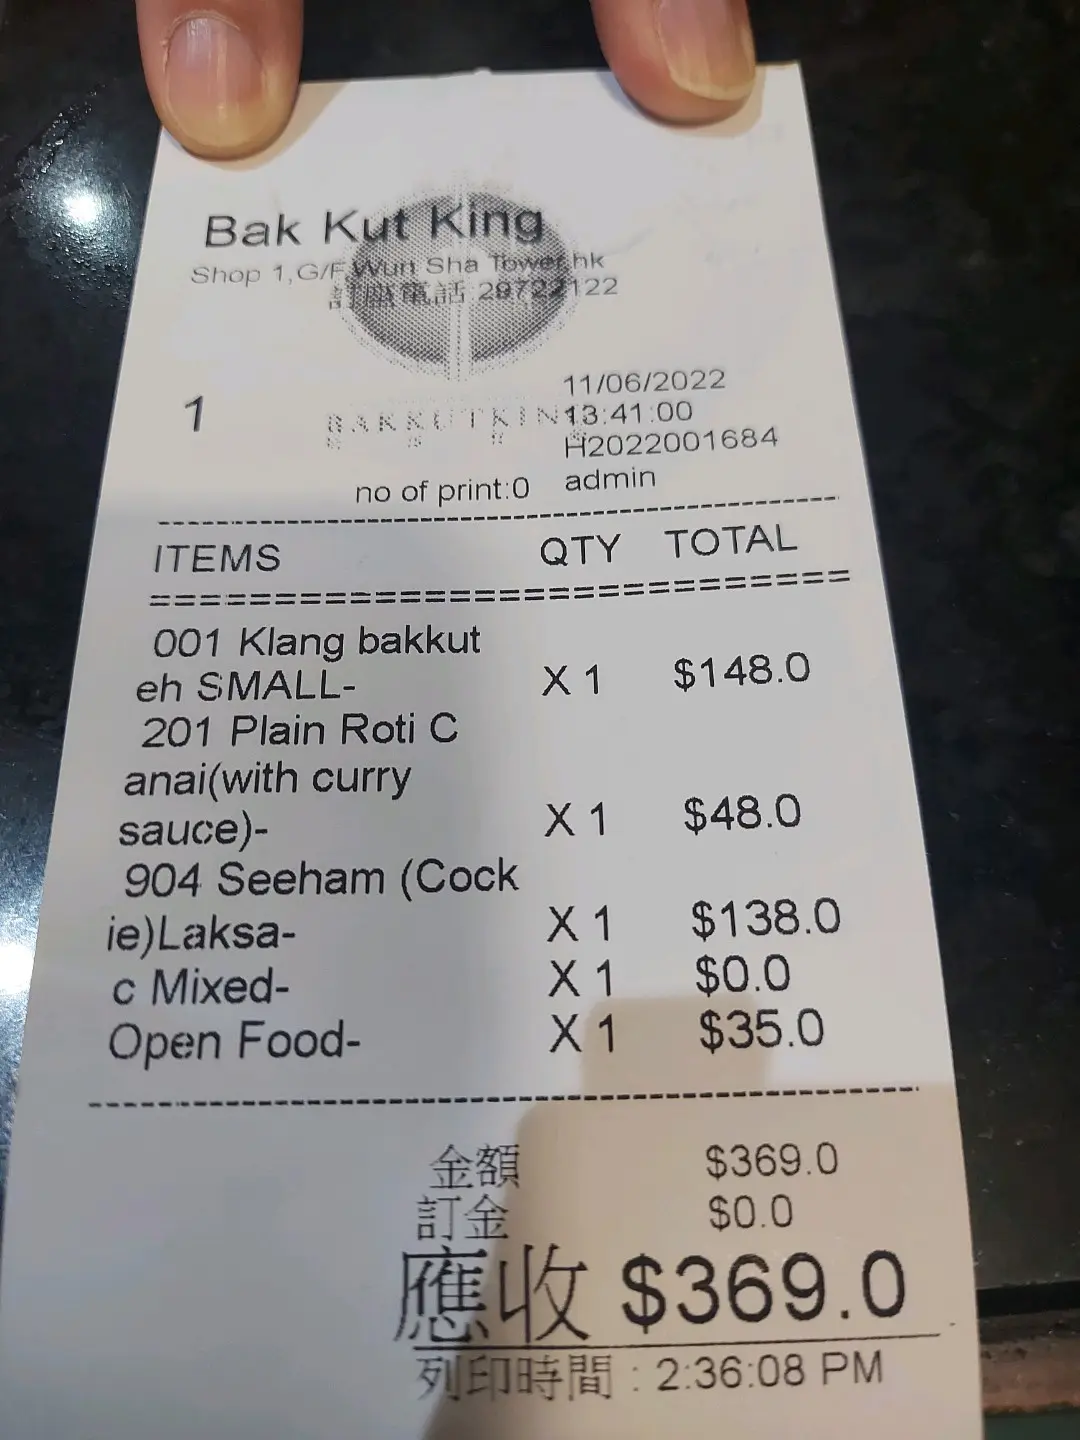 Bak Kut King
Shop 1,G/F Wun Sha Tower,hk
訂座電話 29722122
1
11/06/2022
BAKKUTKIN
13:41:00
H2022001684
no of print:0
admin
ITEMS QTY TOTAL
001 Klang bakkut
eh SMALL- X 1 $148.0
201 Plain Roti C
anai(with curry
sauce)- X 1 $48.0
904 Seeham (Cock
ie)Laksa- X 1 $138.0
c Mixed- X 1 $0.0
Open Food- X 1 $35.0
金額 $369.0
訂金 $0.0
應收 $369.0
列印時間 : 2:36:08 PM